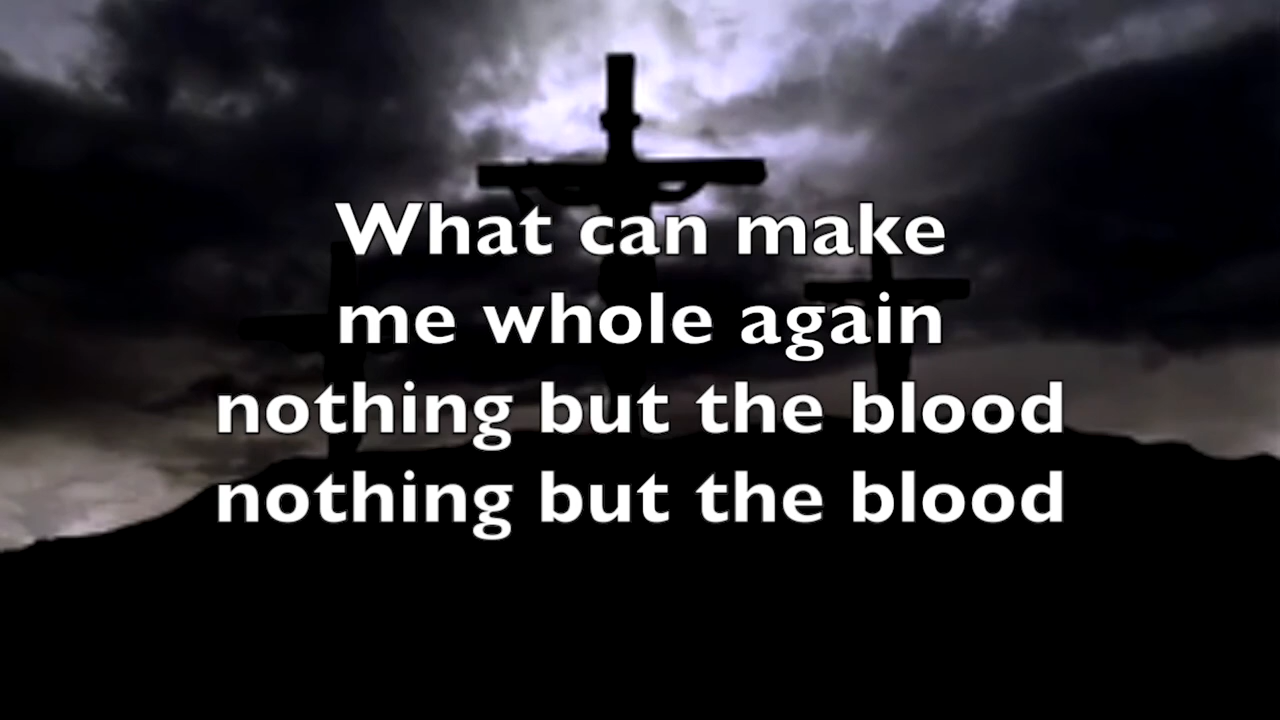 What can make
me whole again
nothing but the blood
nothing but the blood